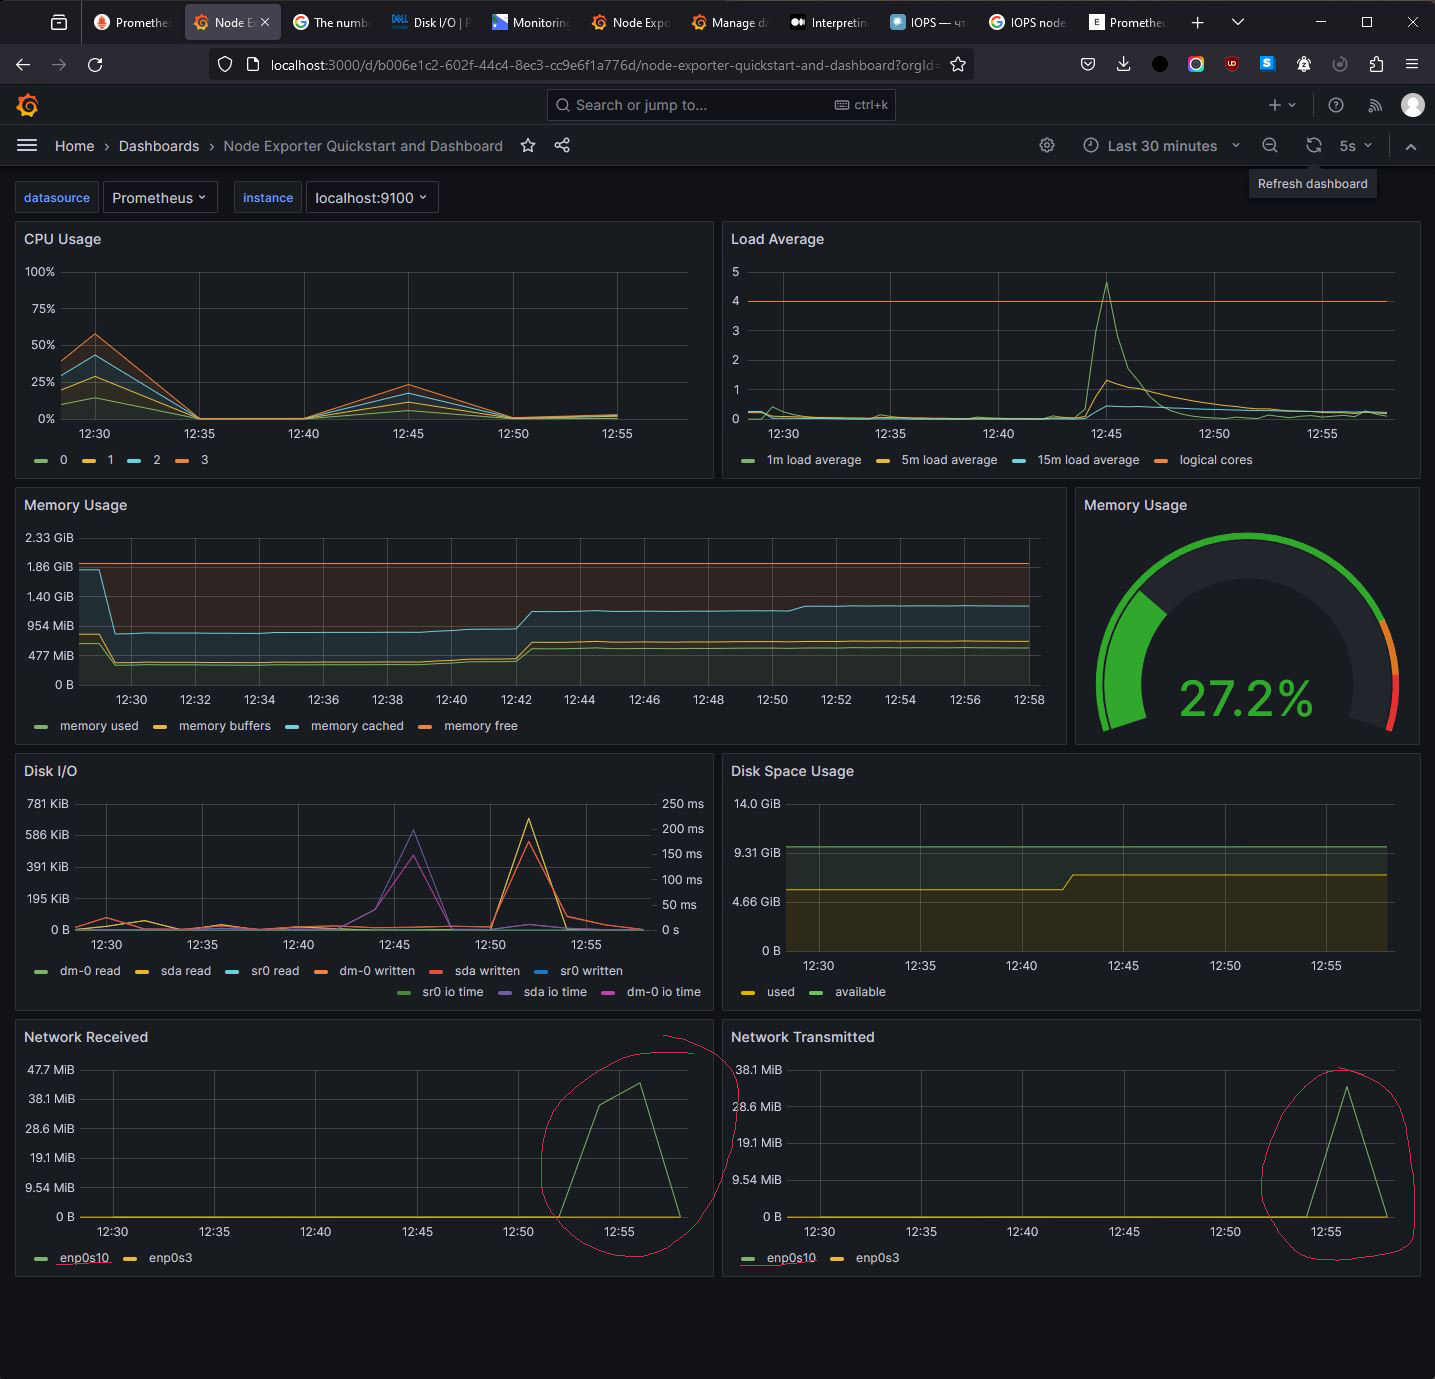 Prometheu
Node Ex
The numb
Disk I/O | P
Monitoring
Node Expo
Manage da
Interpretin
IOPS — чт
IOPS node
Prometheu
localhost:3000/d/b006e1c2-602f-44c4-8ec3-cc9e6f1a776d/node-exporter-quickstart-and-dashboard?orgId=
Search or jump to... ctrl+k
Home › Dashboards › Node Exporter Quickstart and Dashboard
Last 30 minutes
5s
Refresh dashboard
datasource Prometheus instance localhost:9100
CPU Usage
100%
75%
50%
25%
0%
12:30 12:35 12:40 12:45 12:50 12:55
0 1 2 3
Load Average
5
4
3
2
1
0
12:30 12:35 12:40 12:45 12:50 12:55
1m load average 5m load average 15m load average logical cores
Memory Usage
2.33 GiB
1.86 GiB
1.40 GiB
954 MiB
477 MiB
0 B
12:30 12:32 12:34 12:36 12:38 12:40 12:42 12:44 12:46 12:48 12:50 12:52 12:54 12:56 12:58
memory used memory buffers memory cached memory free
Memory Usage
27.2%
Disk I/O
781 KiB
586 KiB
391 KiB
195 KiB
0 B
250 ms
200 ms
150 ms
100 ms
50 ms
0 s
12:30 12:35 12:40 12:45 12:50 12:55
dm-0 read sda read sr0 read dm-0 written sda written sr0 written
sr0 io time sda io time dm-0 io time
Disk Space Usage
14.0 GiB
9.31 GiB
4.66 GiB
0 B
12:30 12:35 12:40 12:45 12:50 12:55
used available
Network Received
47.7 MiB
38.1 MiB
28.6 MiB
19.1 MiB
9.54 MiB
0 B
12:30 12:35 12:40 12:45 12:50 12:55
enp0s10 enp0s3
Network Transmitted
38.1 MiB
28.6 MiB
19.1 MiB
9.54 MiB
0 B
12:30 12:35 12:40 12:45 12:50 12:55
enp0s10 enp0s3